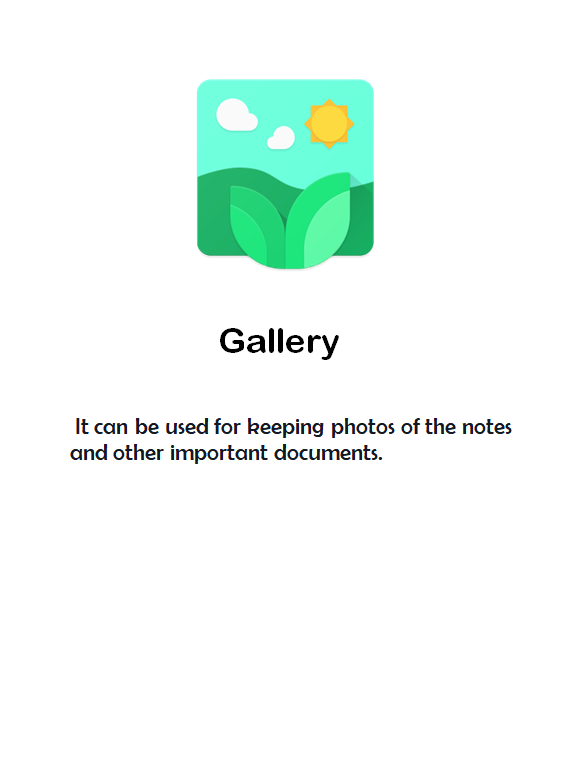 Gallery
It can be used for keeping photos of the notes
and other important documents.